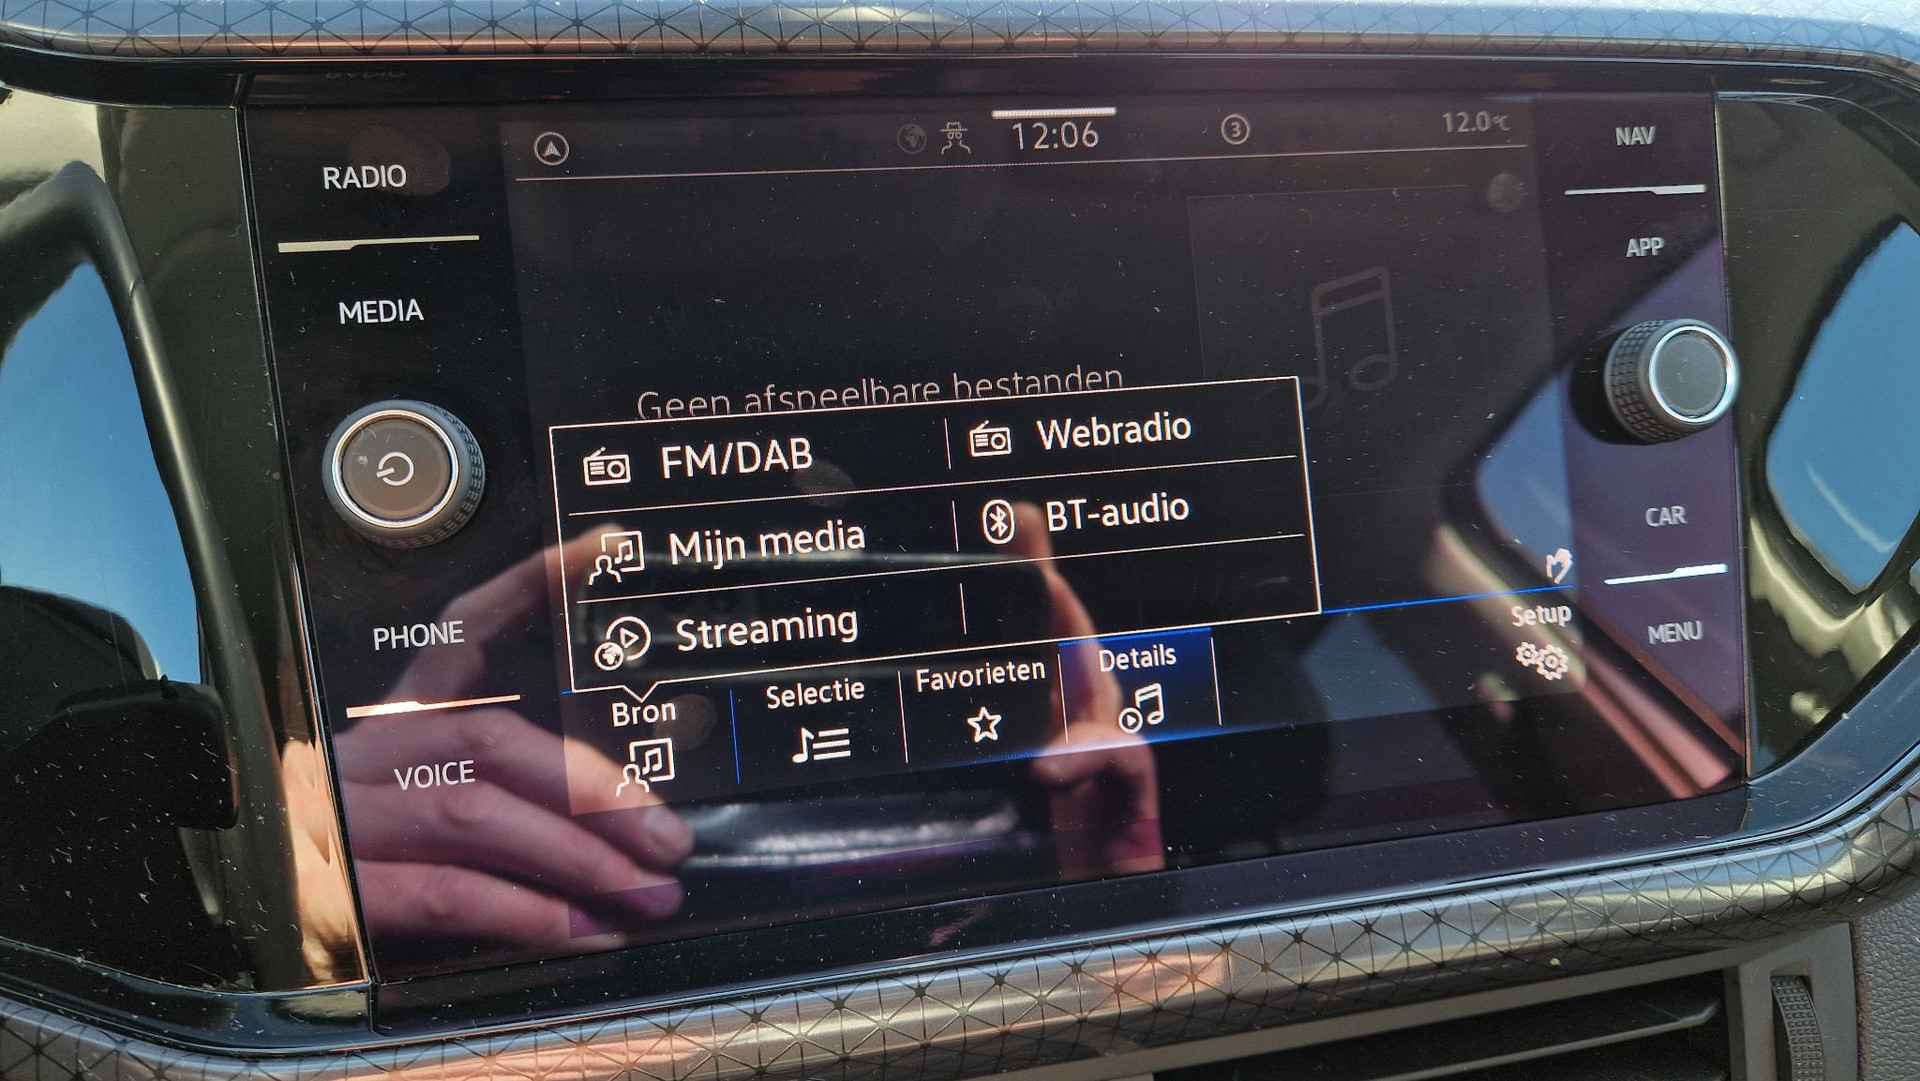 12:06
3
12.0°C
RADIO
MEDIA
PHONE
VOICE
Geen afspeelbare bestanden
FM/DAB
Webradio
Mijn media
BT-audio
Streaming
Bron
Selectie
Favorieten
Details
Setup
NAV
APP
CAR
MENU